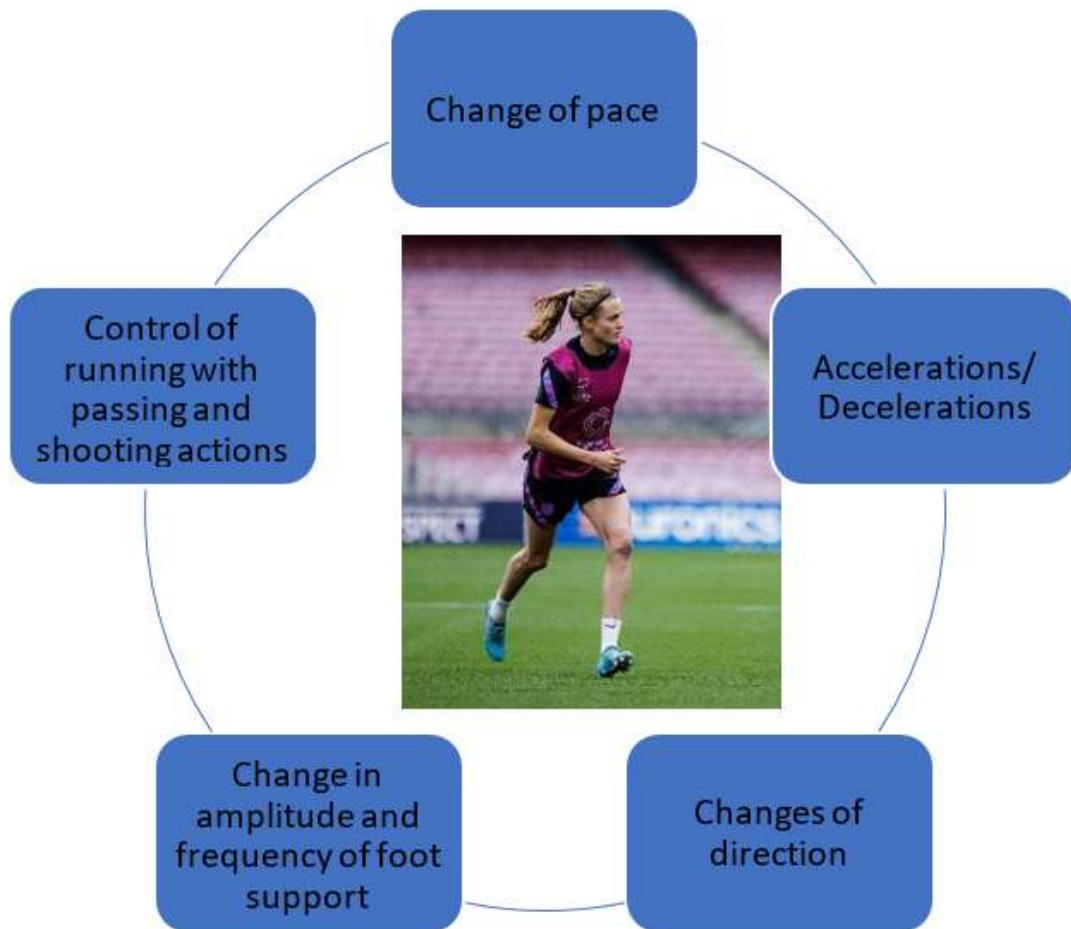 Change of pace
Accelerations/
Decelerations
Changes of
direction
Change in
amplitude and
frequency of foot
support
Control of
running with
passing and
shooting actions
euronics